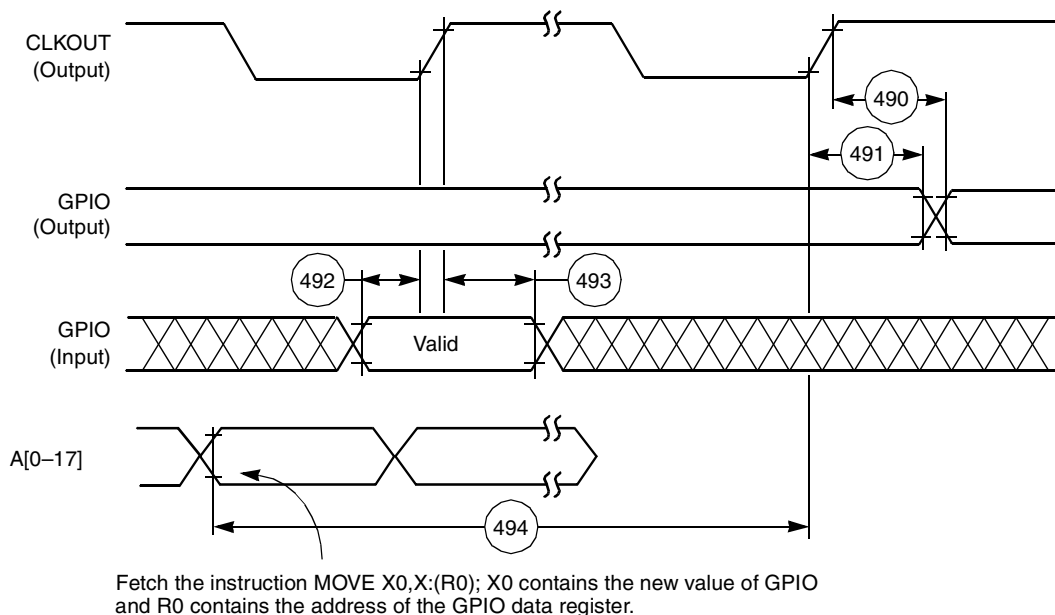 CLKOUT
(Output)
490
491
GPIO
(Output)
492
493
GPIO
(Input)
Valid
A[0–17]
494
Fetch the instruction MOVE X0,X:(R0); X0 contains the new value of GPIO
and R0 contains the address of the GPIO data register.